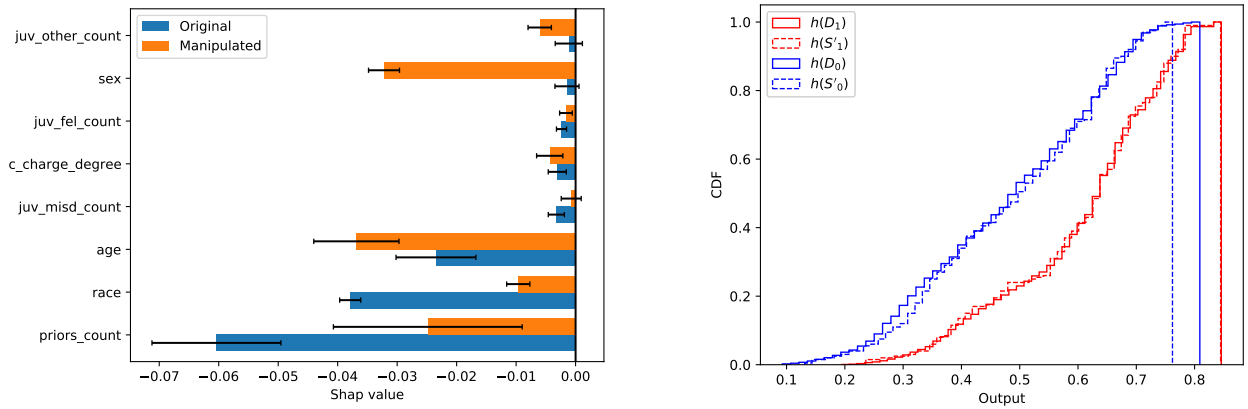 Original
Manipulated
juv_other_count
sex
juv_fel_count
c_charge_degree
juv_misd_count
age
race
priors_count
−0.07 −0.06 −0.05 −0.04 −0.03 −0.02 −0.01 0.00
Shap value
h(D₁)
h(S'₁)
h(D₀)
h(S'₀)
1.0
0.8
0.6
0.4
0.2
0.0
CDF
0.1 0.2 0.3 0.4 0.5 0.6 0.7 0.8
Output